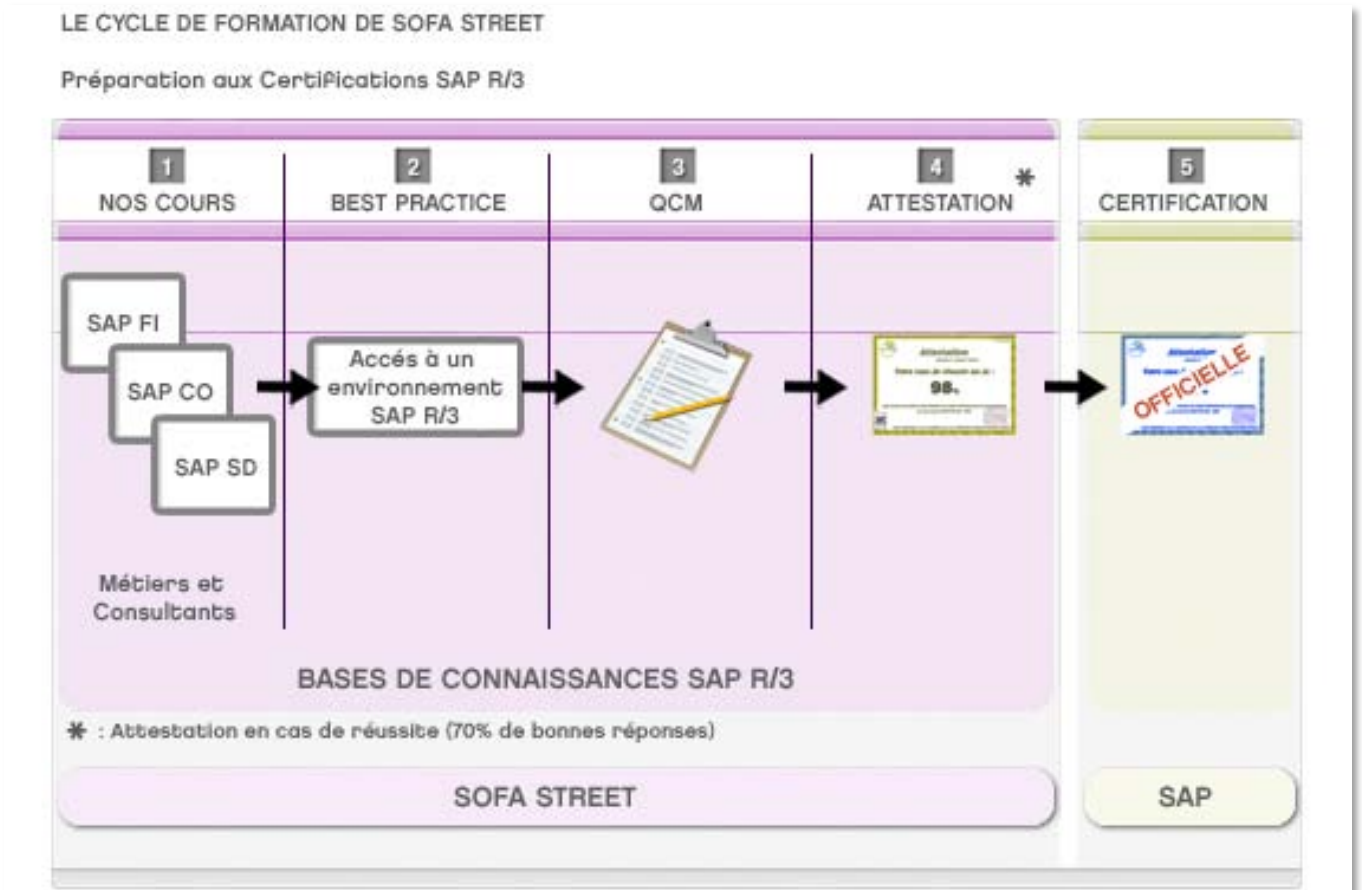 LE CYCLE DE FORMATION DE SOFA STREET
Préparation aux Certifications SAP R/3
1
NOS COURS
2
BEST PRACTICE
3
QCM
4
ATTESTATION *
5
CERTIFICATION
SAP FI
SAP CO
SAP SD
Accés à un
environnement
SAP R/3
Attestation
98%
Attestation
OFFICIELLE
Métiers et
Consultants
BASES DE CONNAISSANCES SAP R/3
* : Attestation en cas de réussite (70% de bonnes réponses)
SOFA STREET
SAP